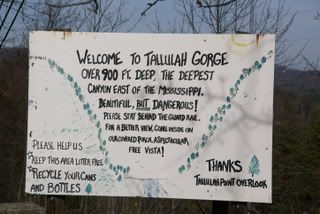 WELCOME TO TALLULAH GORGE
OVER 900 FT. DEEP, THE DEEPEST
CANYON EAST OF THE MISSISSIPPI.
BEAUTIFUL, BUT DANGEROUS!
PLEASE STAY BEHIND THE GUARD RAIL.
FOR A BETTER VIEW, COME INSIDE ON
OUR COVERED PORCH, A SPECTACULAR
FREE VISTA!
PLEASE HELP US
KEEP THIS AREA LITTER FREE
RECYCLE YOUR CANS
AND BOTTLES
THANKS
TALLULAH POINT OVERLOOK